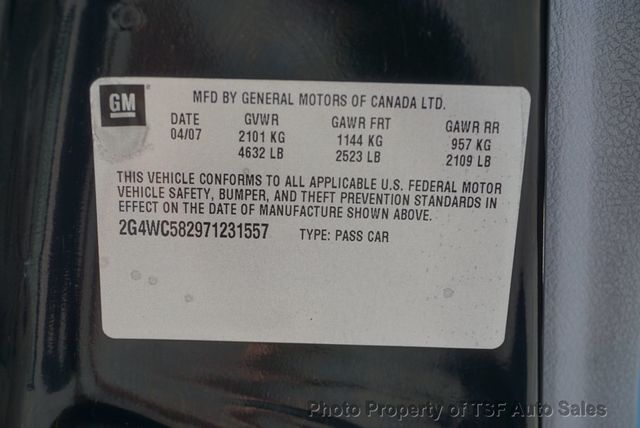 GM
MFD BY GENERAL MOTORS OF CANADA LTD.
DATE GVWR GAWR FRT GAWR RR
04/07 2101 KG 1144 KG 957 KG
4632 LB 2523 LB 2109 LB
THIS VEHICLE CONFORMS TO ALL APPLICABLE U.S. FEDERAL MOTOR
VEHICLE SAFETY, BUMPER, AND THEFT PREVENTION STANDARDS IN
EFFECT ON THE DATE OF MANUFACTURE SHOWN ABOVE.
2G4WC582971231557 TYPE: PASS CAR
Photo Property of TSF Auto Sales